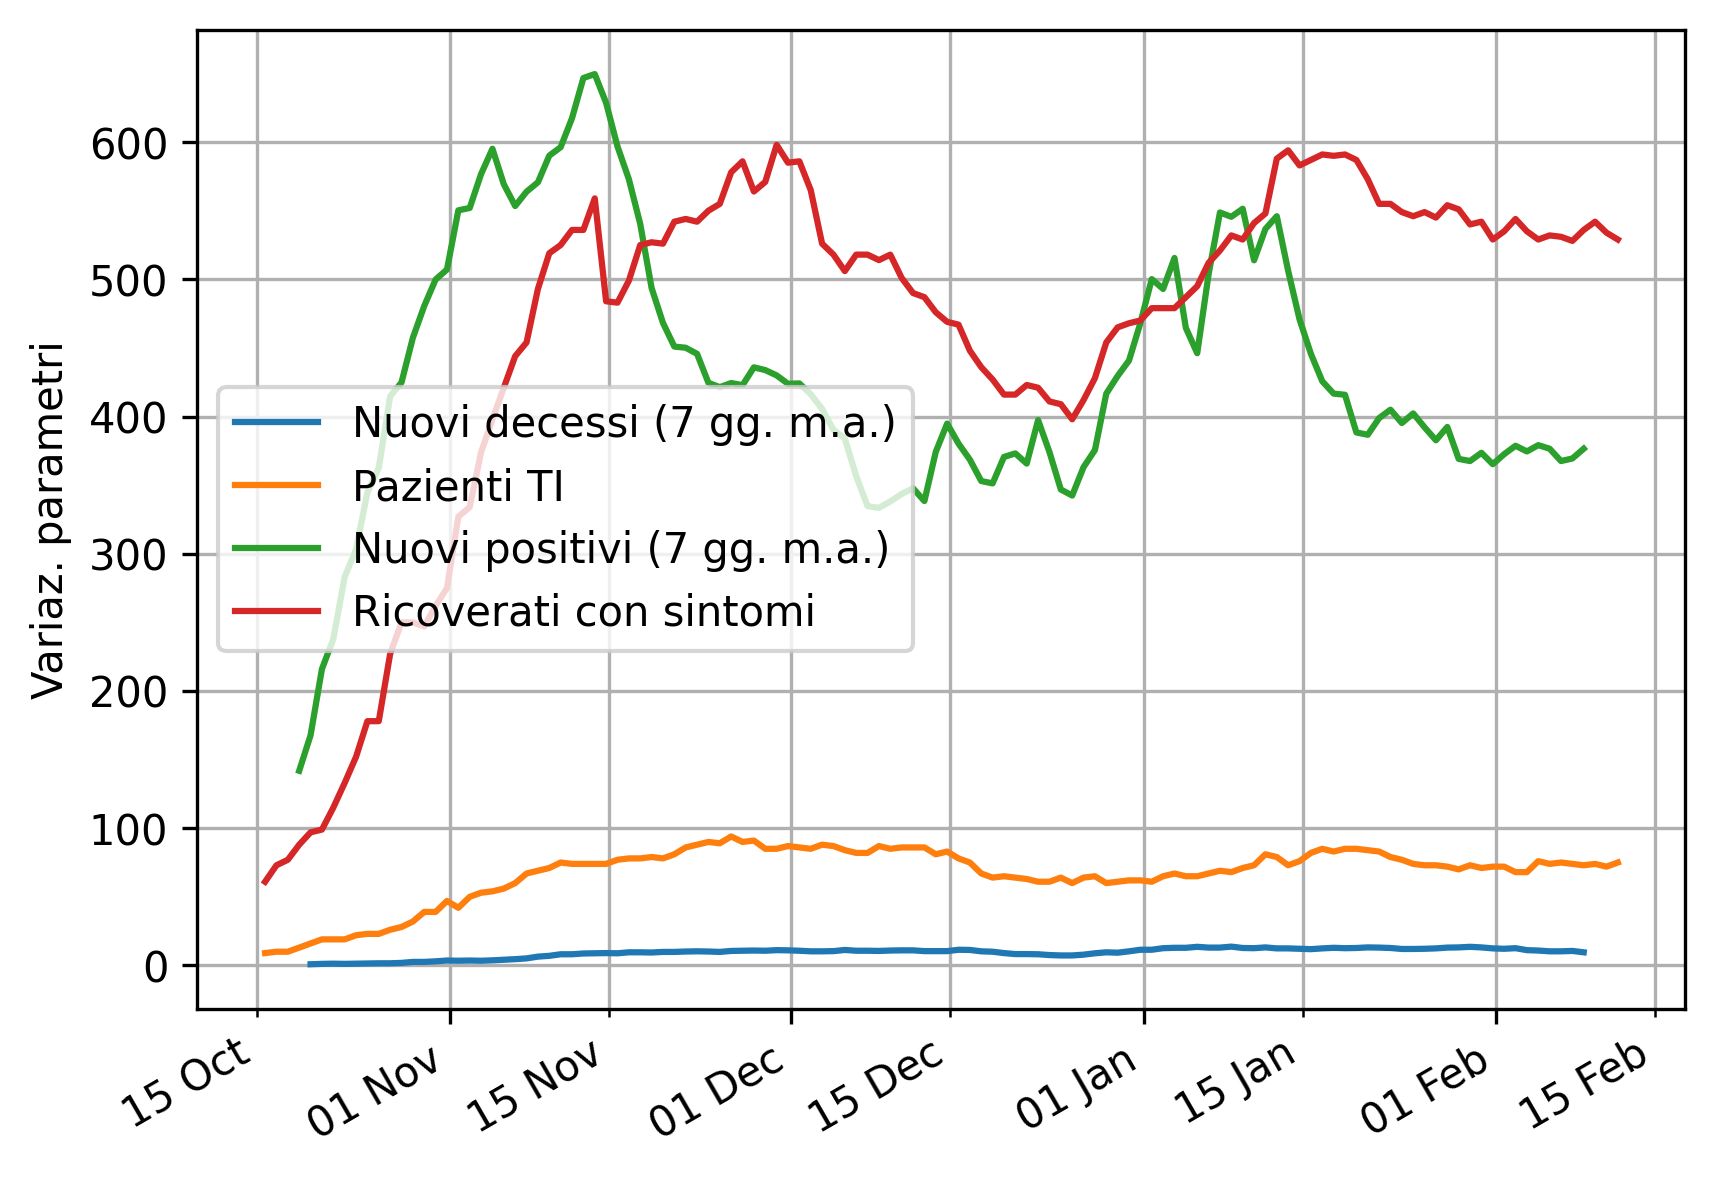 Variaz. parametri
600
500
400
300
200
100
0
Nuovi decessi (7 gg. m.a.)
Pazienti TI
Nuovi positivi (7 gg. m.a.)
Ricoverati con sintomi
15 Oct
01 Nov
15 Nov
01 Dec
15 Dec
01 Jan
15 Jan
01 Feb
15 Feb